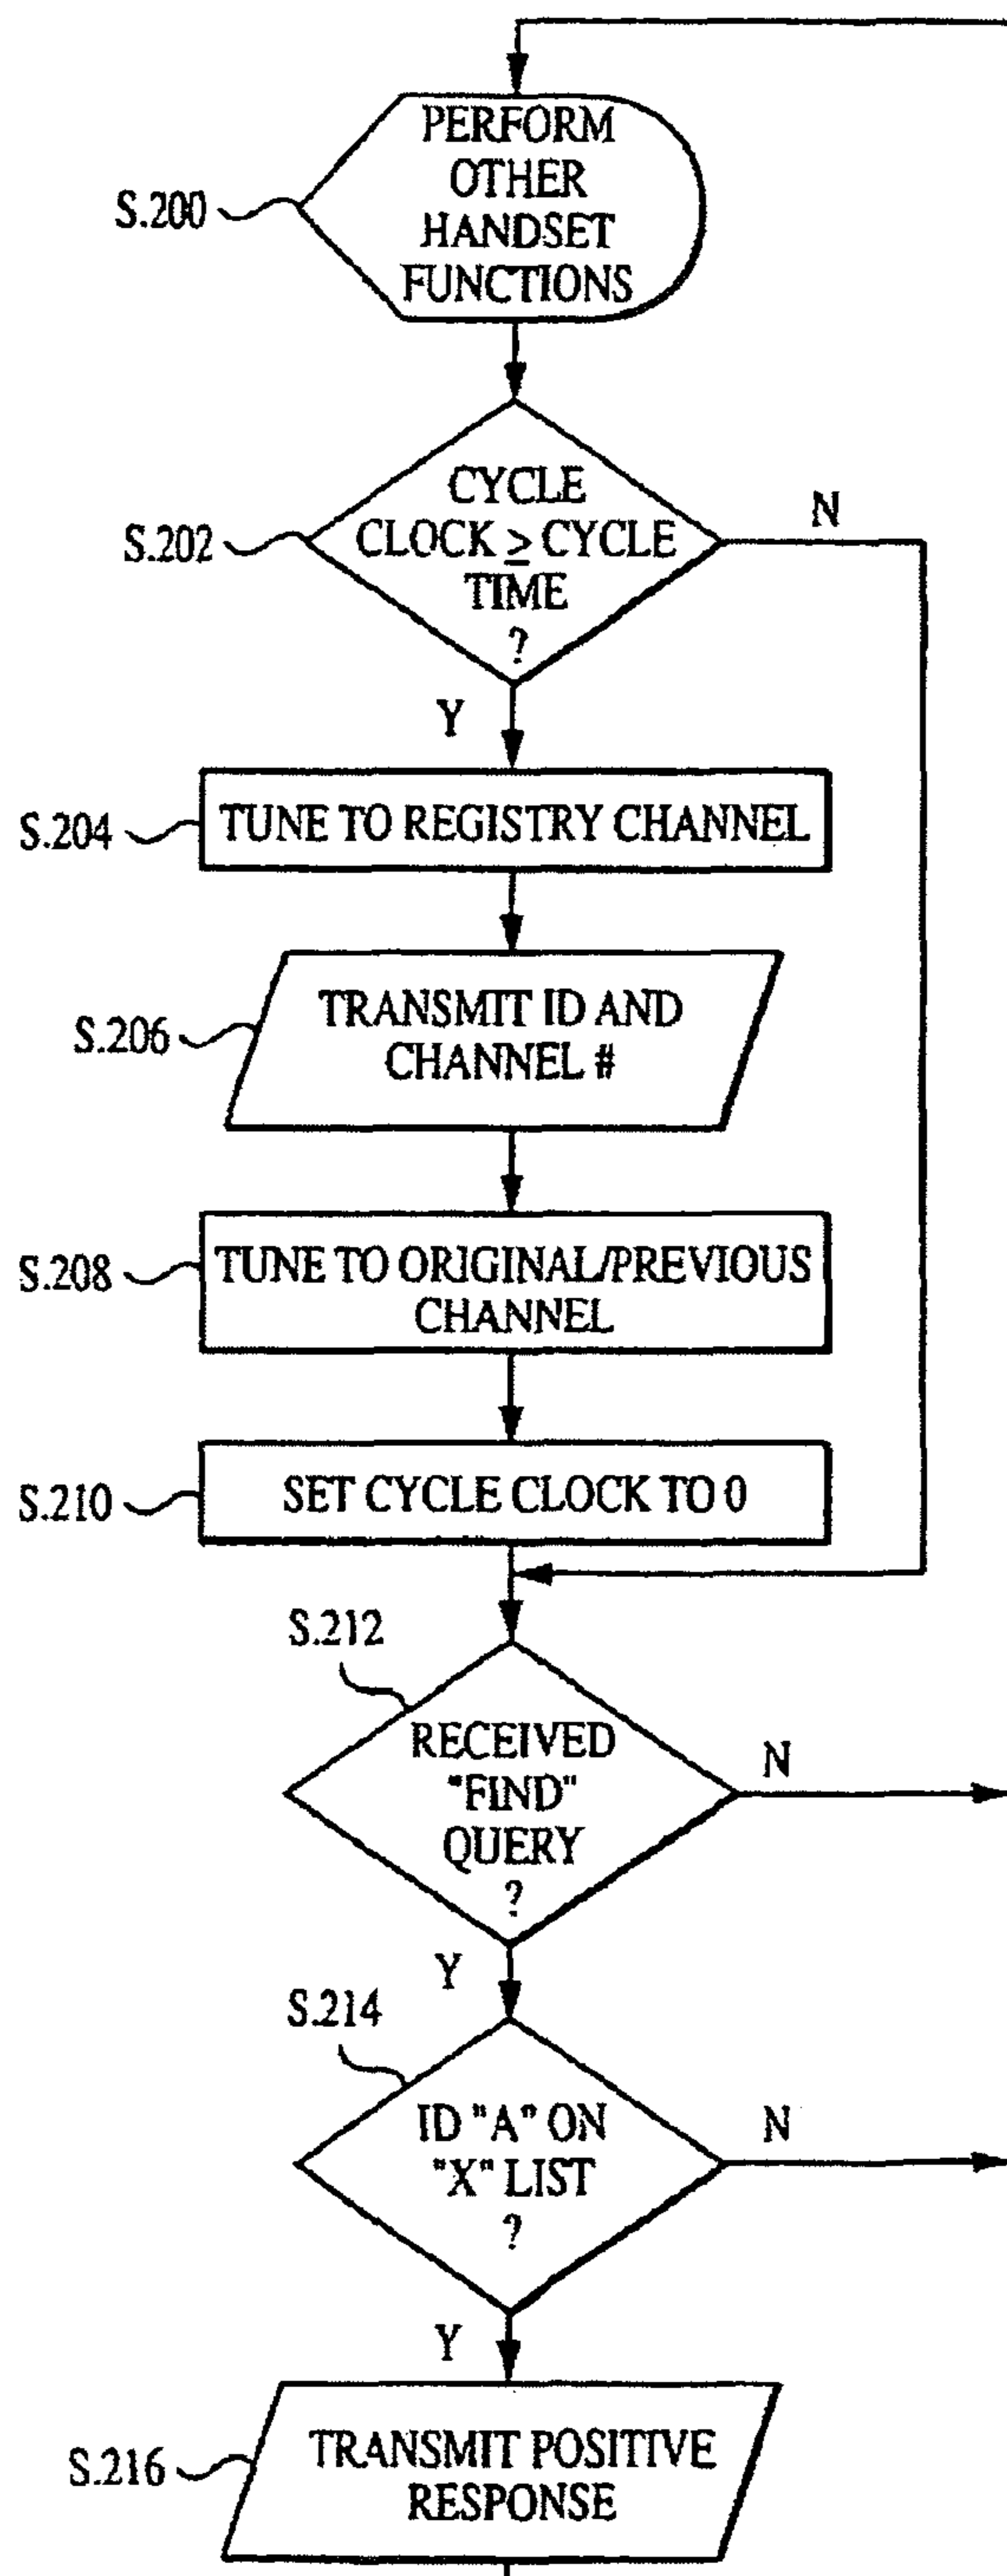 PERFORM
OTHER
HANDSET
FUNCTIONS
S.200
CYCLE
CLOCK ≥ CYCLE
TIME
?
S.202
N
Y
S.204
TUNE TO REGISTRY CHANNEL
S.206
TRANSMIT ID AND
CHANNEL #
S.208
TUNE TO ORIGINAL/PREVIOUS
CHANNEL
S.210
SET CYCLE CLOCK TO 0
S.212
RECEIVED
"FIND"
QUERY
?
N
Y
S.214
ID "A" ON
"X" LIST
?
N
Y
S.216
TRANSMIT POSITIVE
RESPONSE